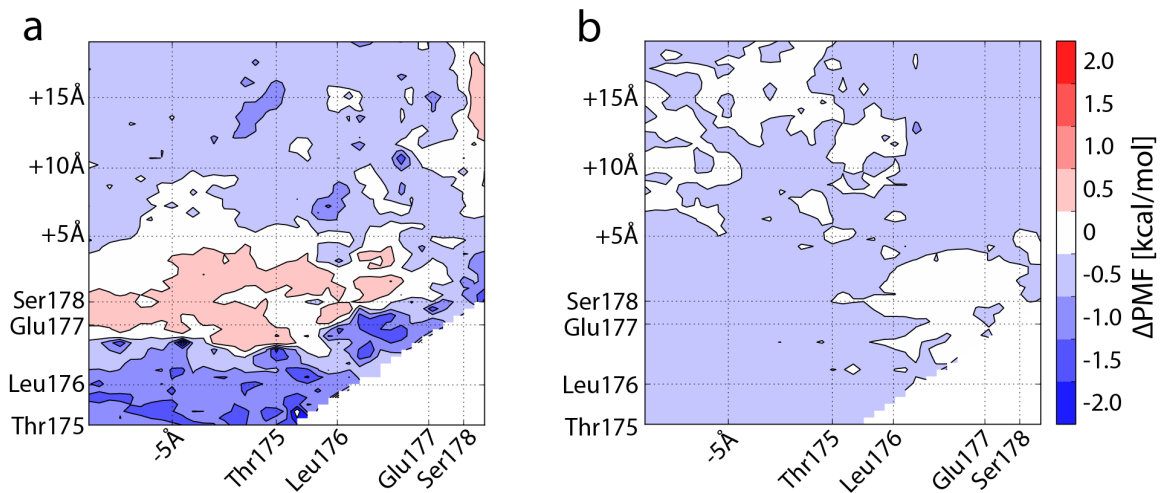 a
+15Å
+10Å
+5Å
Ser178
Glu177
Leu176
Thr175
-5Å
Thr175
Leu176
Glu177
Ser178
b
+15Å
+10Å
+5Å
Ser178
Glu177
Leu176
Thr175
-5Å
Thr175
Leu176
Glu177
Ser178
2.0
1.5
1.0
0.5
0
-0.5
-1.0
-1.5
-2.0
ΔPMF [kcal/mol]